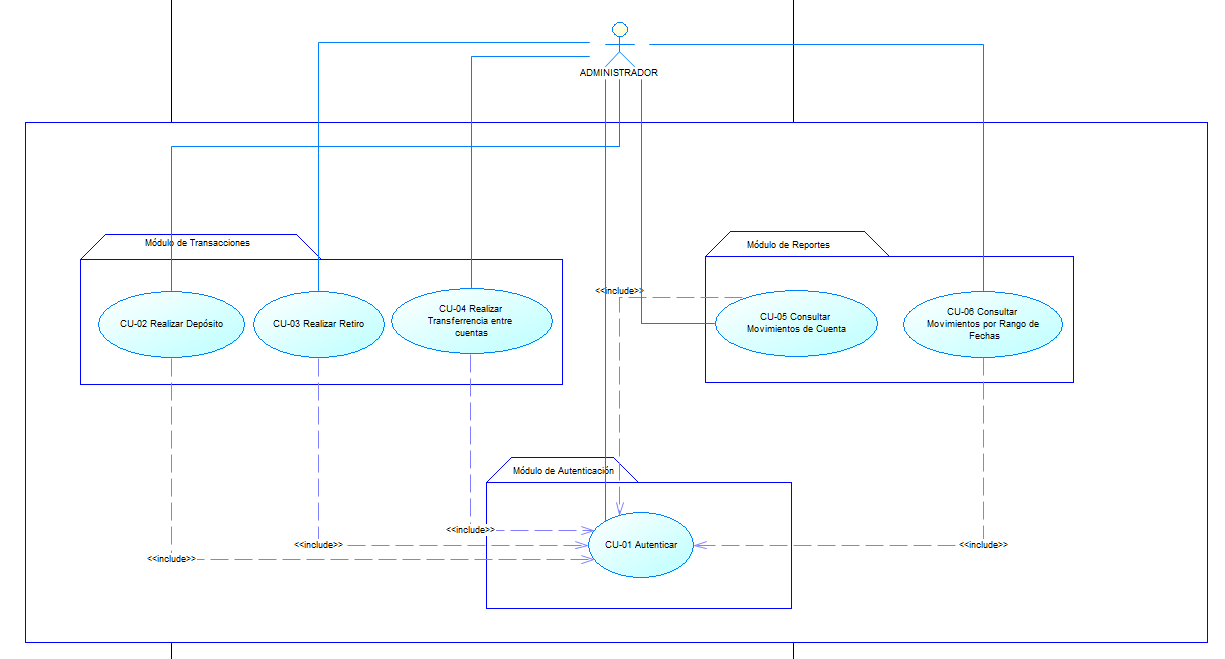 ADMINISTRADOR
Módulo de Transacciones
Módulo de Reportes
<<include>>
CU-02 Realizar Depósito
CU-03 Realizar Retiro
CU-04 Realizar
Transferrencia entre
cuentas
CU-05 Consultar
Movimientos de Cuenta
CU-06 Consultar
Movimientos por Rango de
Fechas
Módulo de Autenticación
<<include>>
<<include>>
<<include>>
CU-01 Autenticar
<<include>>